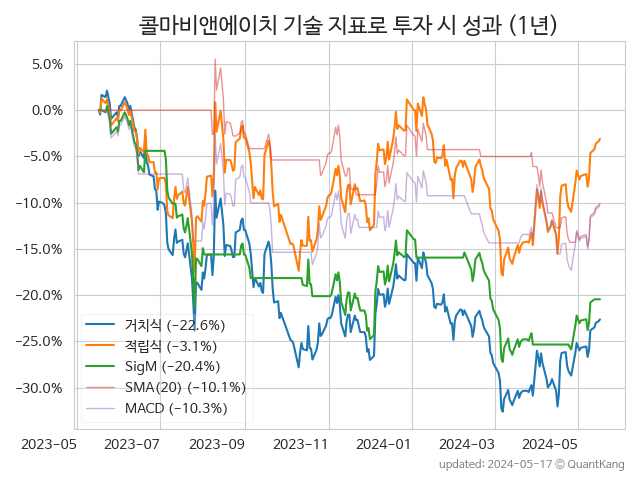 콜마비앤에이치 기술 지표로 투자 시 성과 (1년)
5.0%
0.0%
−5.0%
−10.0%
−15.0%
−20.0%
−25.0%
−30.0%
거치식 (−22.6%)
적립식 (−3.1%)
SigM (−20.4%)
SMA(20) (−10.1%)
MACD (−10.3%)
2023−05 2023−07 2023−09 2023−11 2024−01 2024−03 2024−05
updated: 2024−05−17 © QuantKang